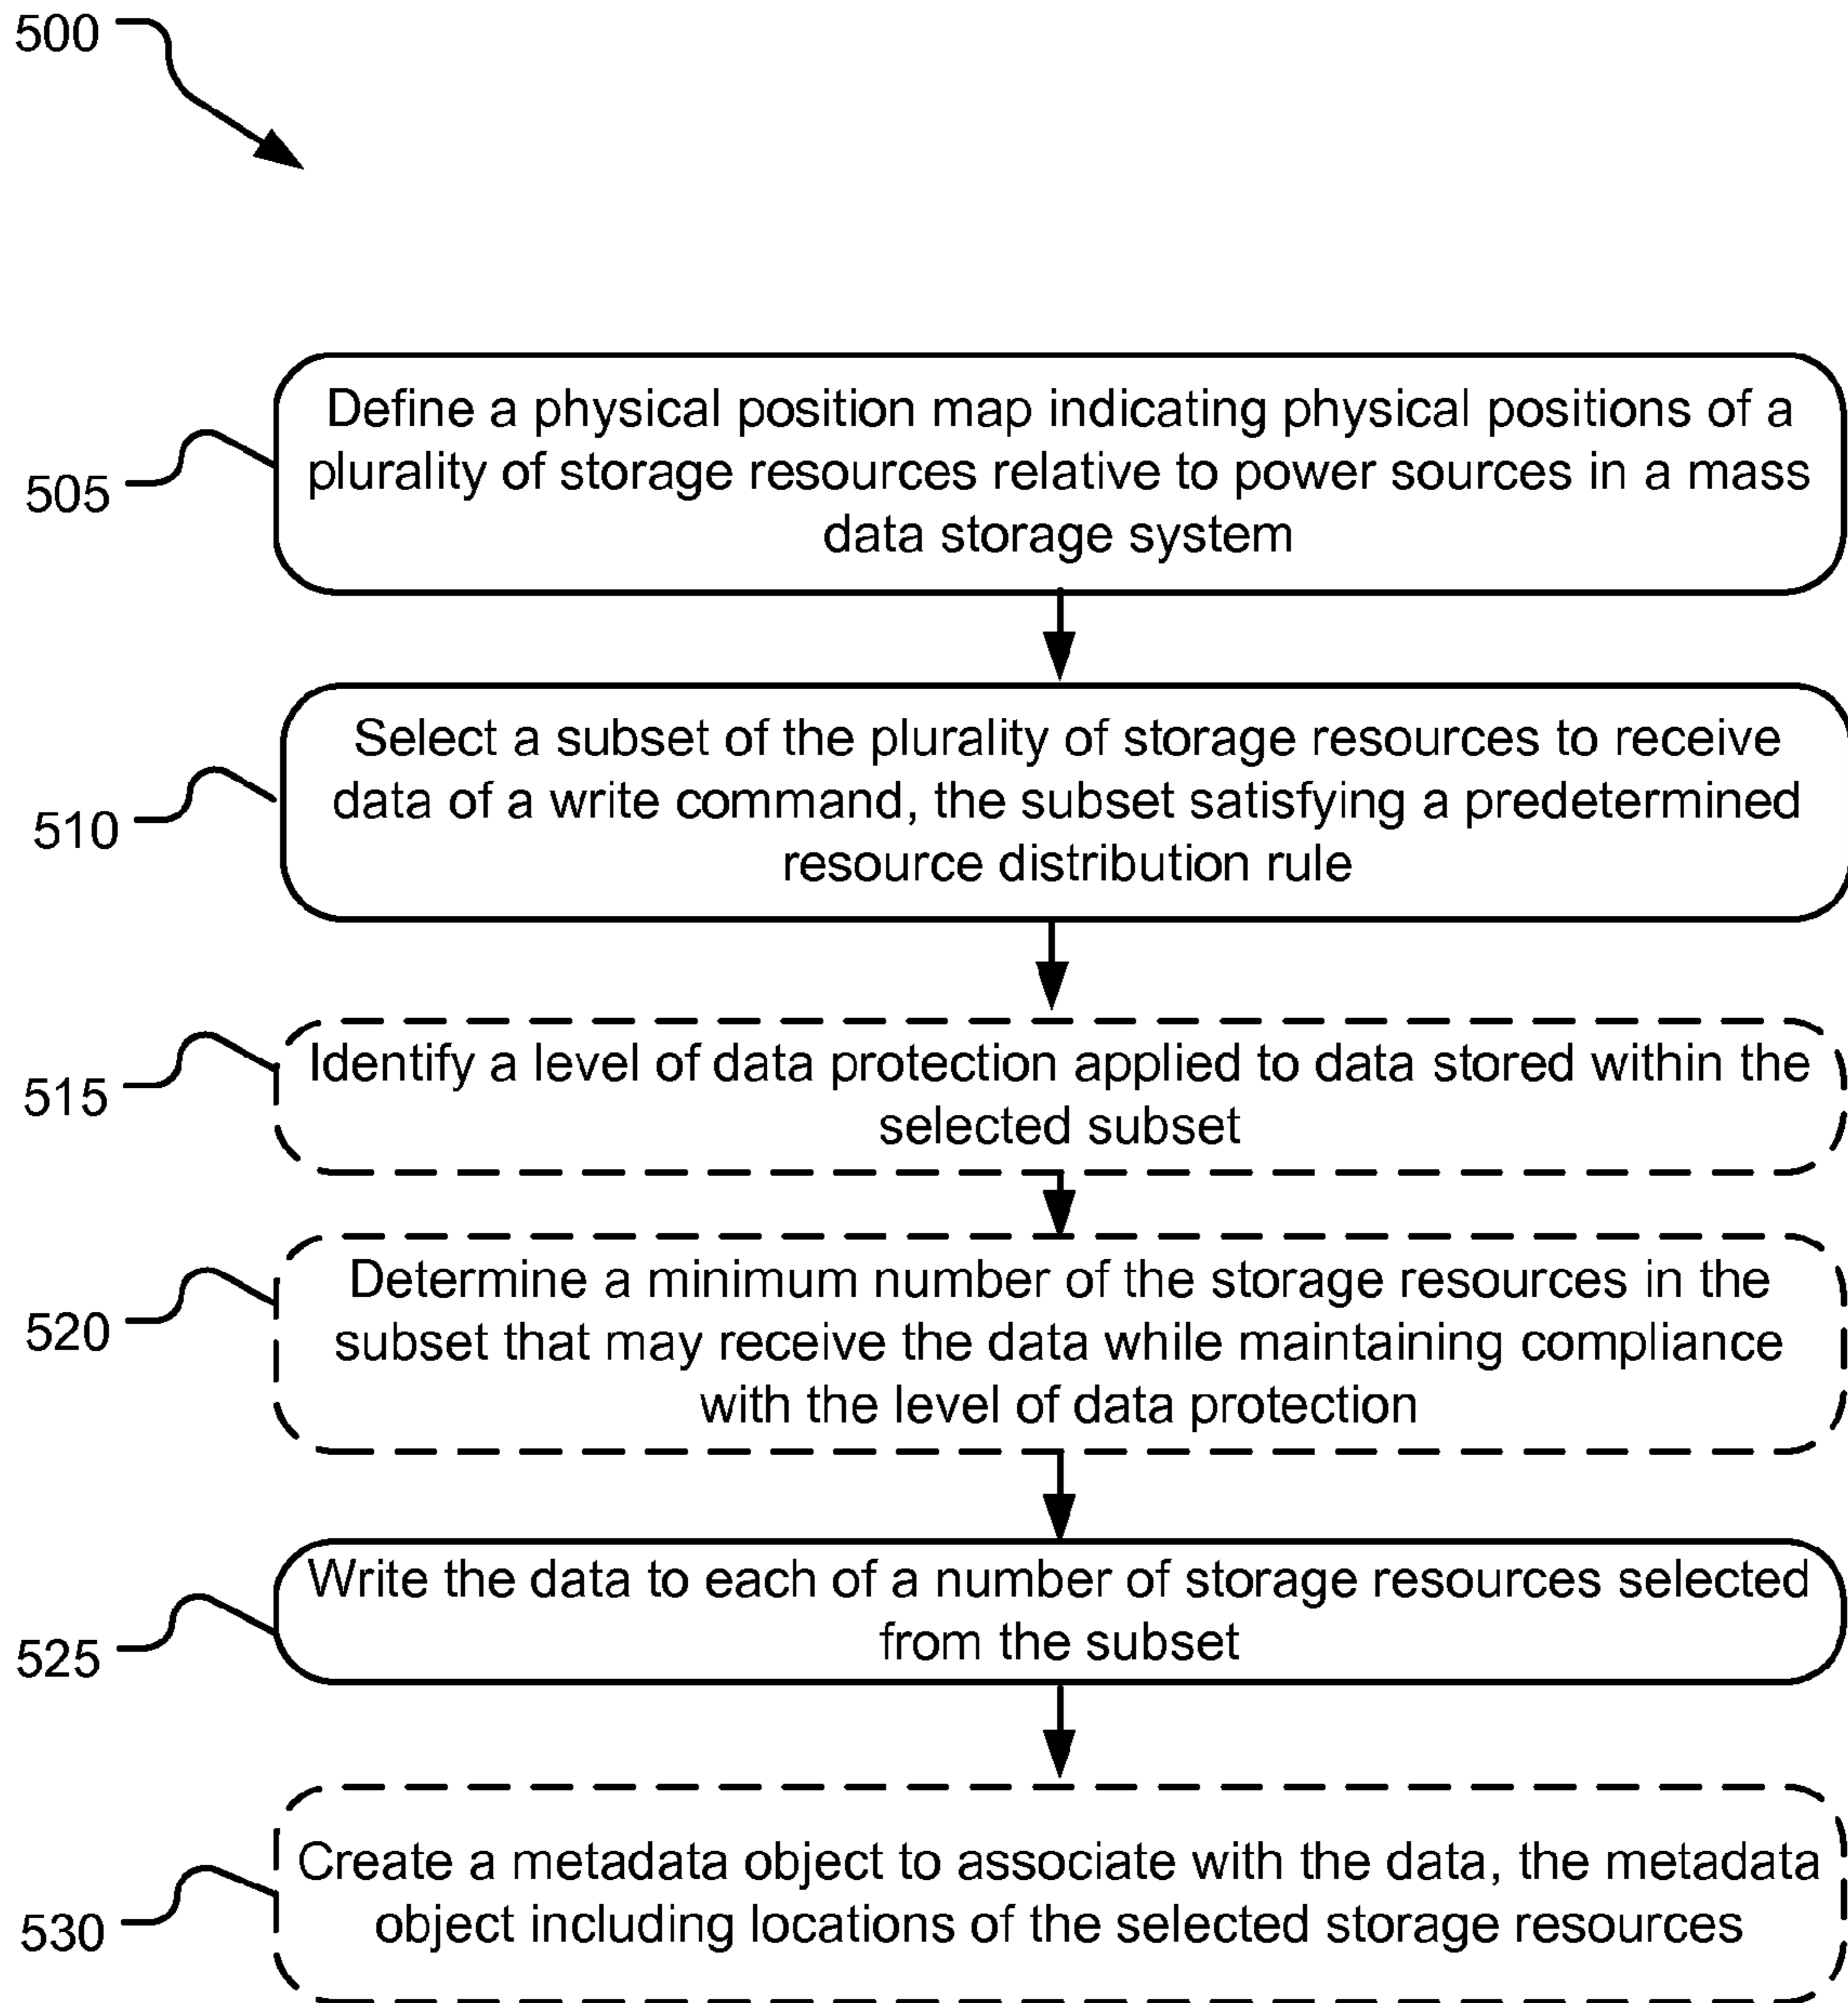 500
505
Define a physical position map indicating physical positions of a
plurality of storage resources relative to power sources in a mass
data storage system
510
Select a subset of the plurality of storage resources to receive
data of a write command, the subset satisfying a predetermined
resource distribution rule
515
Identify a level of data protection applied to data stored within the
selected subset
520
Determine a minimum number of the storage resources in the
subset that may receive the data while maintaining compliance
with the level of data protection
525
Write the data to each of a number of storage resources selected
from the subset
530
Create a metadata object to associate with the data, the metadado
object including locations of the selected storage resources